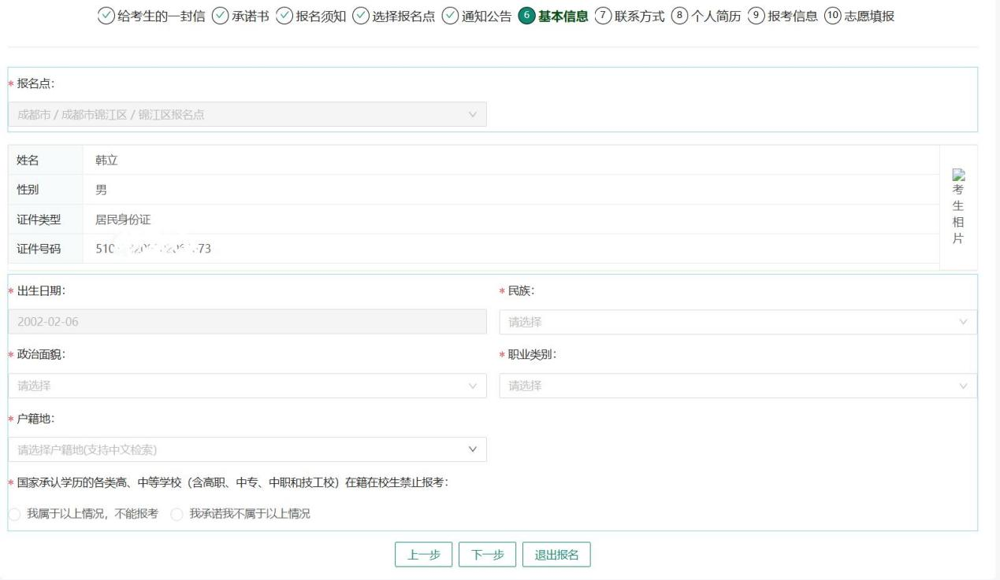 给考生的一封信 承诺书 报名须知 选择报名点 通知公告 6 基本信息 7 联系方式 8 个人简历 9 报考信息 10 志愿填报
* 报名点：
成都市 / 成都市锦江区 / 锦江区报名点
姓名 韩立
性别 男
证件类型 居民身份证
证件号码 510 73
考生相片
* 出生日期： * 民族：
2002-02-06 请选择
* 政治面貌： * 职业类别：
请选择 请选择
* 户籍地：
请选择户籍地(支持中文检索)
* 国家承认学历的各类高、中等学校（含高职、中专、中职和技工校）在籍在校生禁止报考：
我属于以上情况，不能报考 我承诺我不属于以上情况
上一步 下一步 退出报名